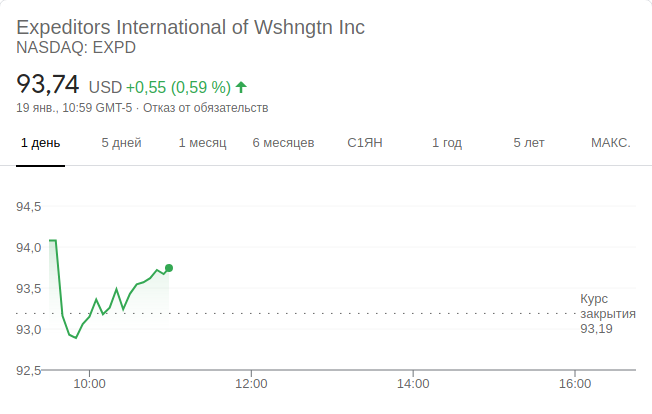 Expeditors International of Wshngtn Inc
NASDAQ: EXPD
93,74 USD +0,55 (0,59 %)
19 янв., 10:59 GMT-5 · Отказ от обязательств
1 день 5 дней 1 месяц 6 месяцев С1ЯН 1 год 5 лет МАКС.
94,5
94,0
93,5
93,0
92,5
Курс
закрытия
93,19
10:00 12:00 14:00 16:00